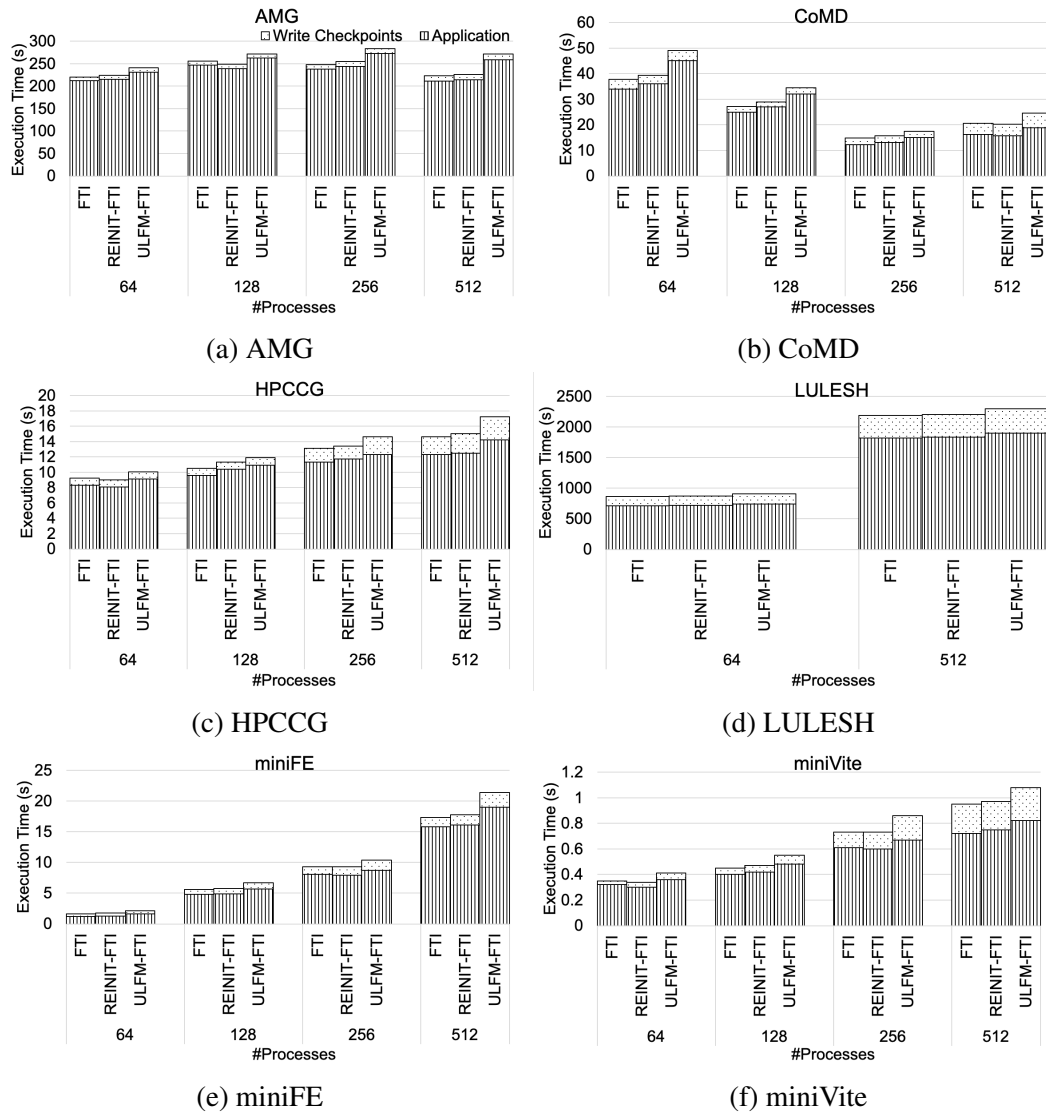 AMG
Write Checkpoints Application
Execution Time (s)
300
250
200
150
100
50
0
FTI REINIT-FTI ULFM-FTI FTI REINIT-FTI ULFM-FTI FTI REINIT-FTI ULFM-FTI FTI REINIT-FTI ULFM-FTI
64 128 256 512
#Processes
(a) AMG
CoMD
Execution Time (s)
60
50
40
30
20
10
0
FTI REINIT-FTI ULFM-FTI FTI REINIT-FTI ULFM-FTI FTI REINIT-FTI ULFM-FTI FTI REINIT-FTI ULFM-FTI
64 128 256 512
#Processes
(b) CoMD
HPCCG
Execution Time (s)
20
18
16
14
12
10
8
6
4
2
0
FTI REINIT-FTI ULFM-FTI FTI REINIT-FTI ULFM-FTI FTI REINIT-FTI ULFM-FTI FTI REINIT-FTI ULFM-FTI
64 128 256 512
#Processes
(c) HPCCG
LULESH
Execution Time (s)
2500
2000
1500
1000
500
0
FTI REINIT-FTI ULFM-FTI FTI REINIT-FTI ULFM-FTI
64 512
#Processes
(d) LULESH
miniFE
Execution Time (s)
25
20
15
10
5
0
FTI REINIT-FTI ULFM-FTI FTI REINIT-FTI ULFM-FTI FTI REINIT-FTI ULFM-FTI FTI REINIT-FTI ULFM-FTI
64 128 256 512
#Processes
(e) miniFE
miniVite
Execution Time (s)
1.2
1
0.8
0.6
0.4
0.2
0
FTI REINIT-FTI ULFM-FTI FTI REINIT-FTI ULFM-FTI FTI REINIT-FTI ULFM-FTI FTI REINIT-FTI ULFM-FTI
64 128 256 512
#Processes
(f) miniVite